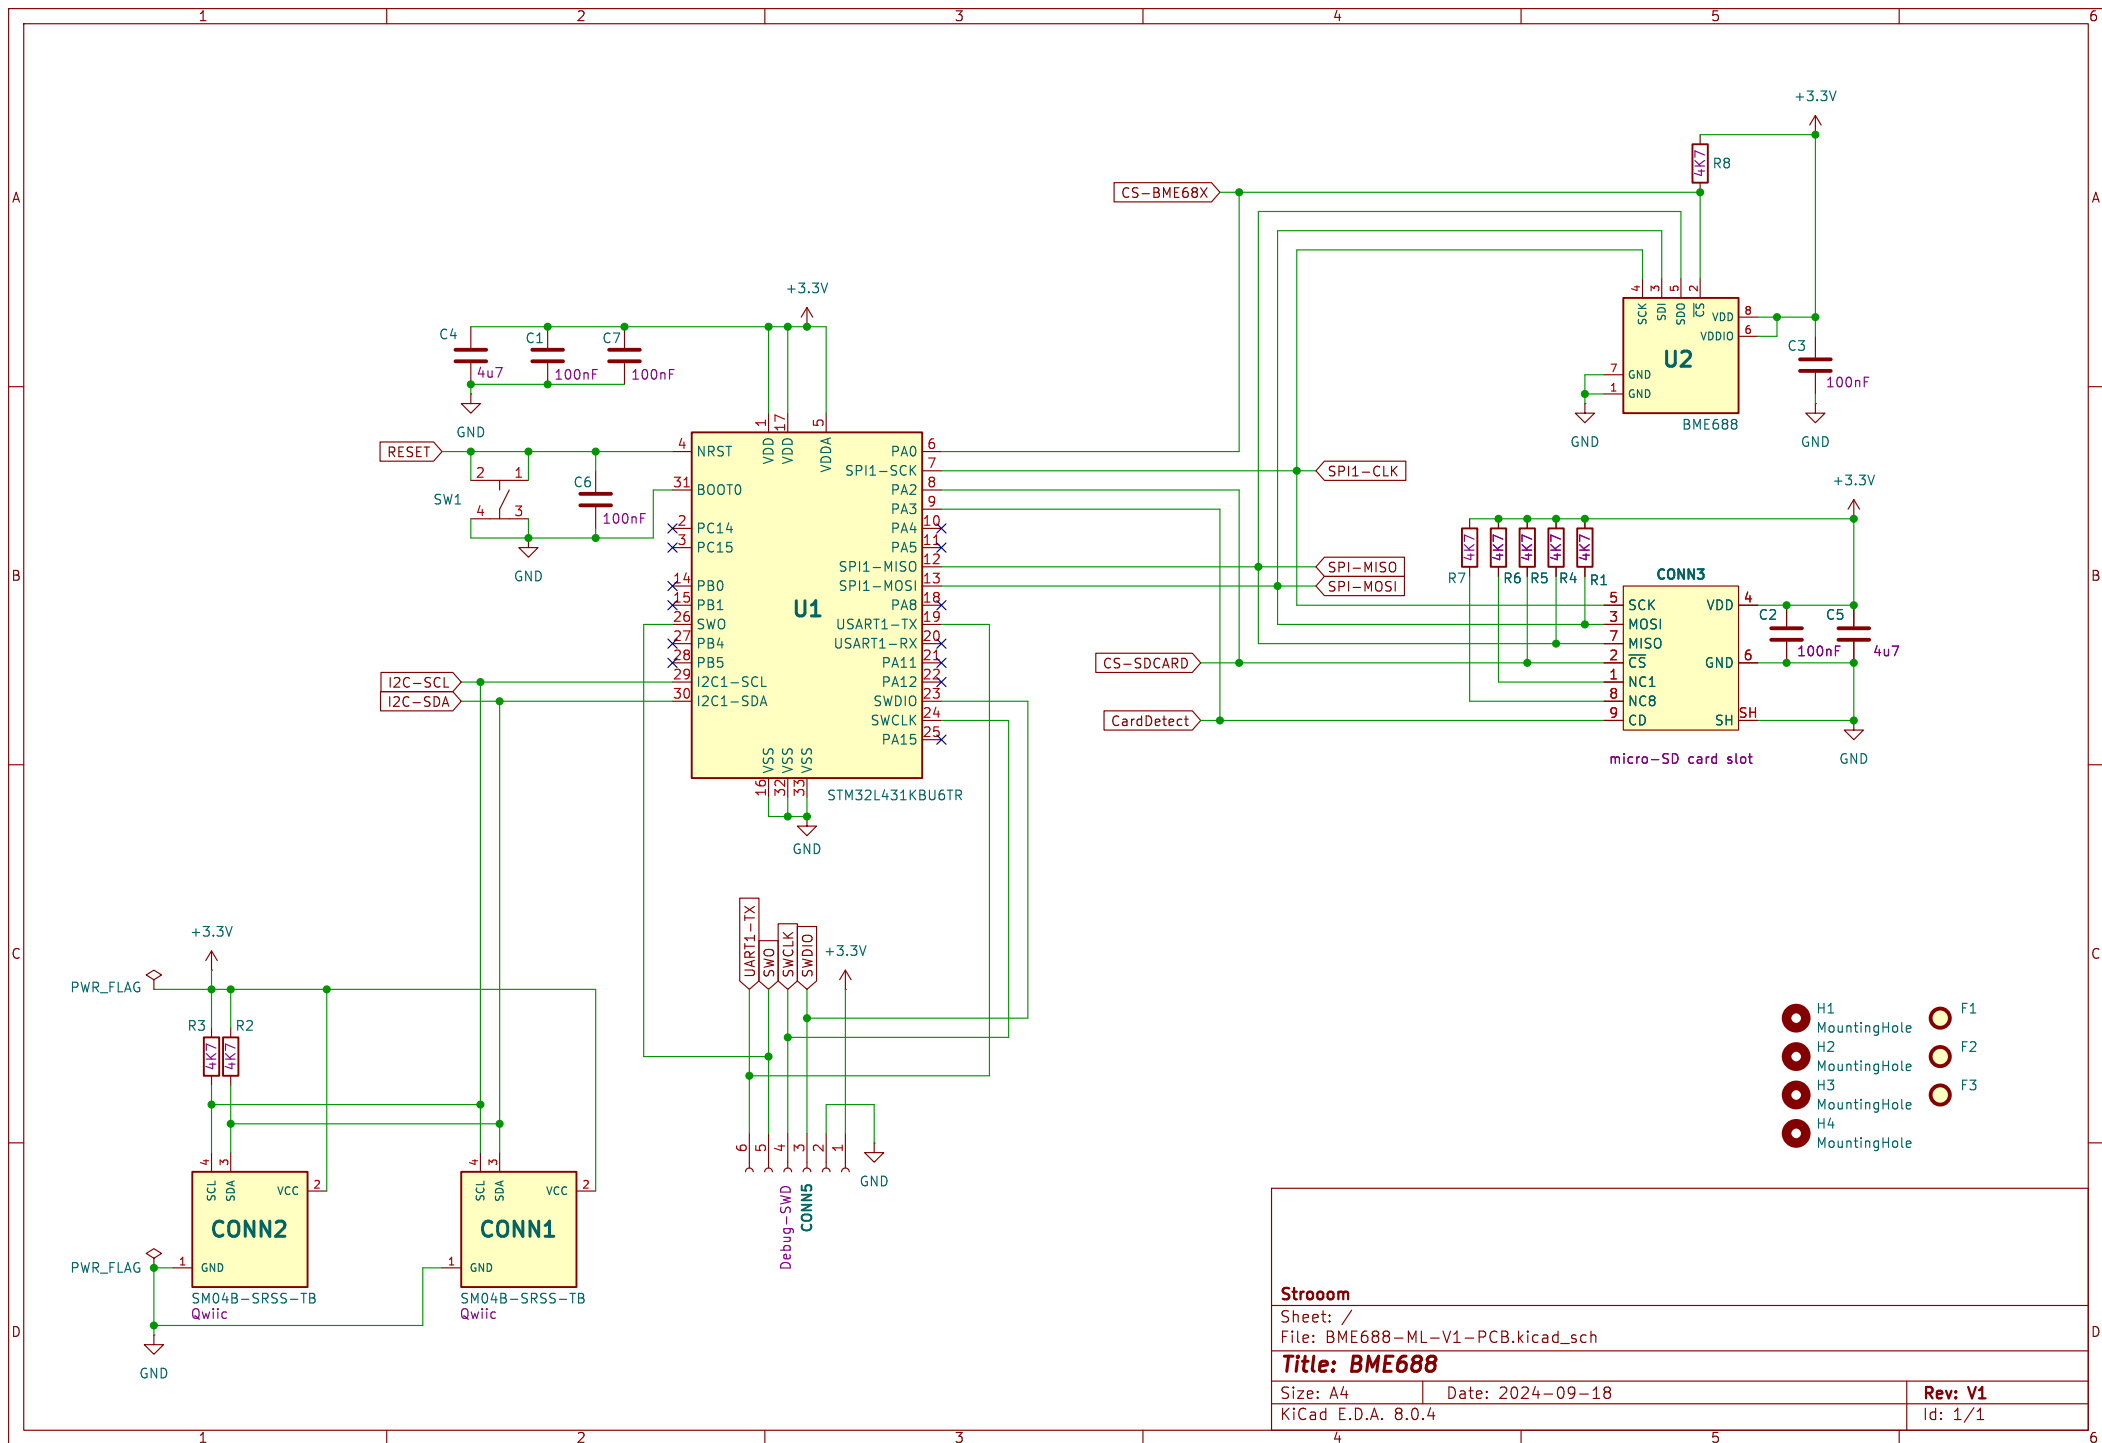 1 2 3 4 5 6
A
B
C
D
A
B
C
D
+3.3V
4K7
R8
CS-BME68X
4 3 5 2
SCK SDI SDO CS
VDD 8
VDDIO 6
U2
7 GND
1 GND
BME688
GND
C3
100nF
GND
+3.3V
C4
4u7
C1
100nF
C7
100nF
GND
RESET
2 1
SW1
4 3
C6
100nF
GND
1 17 5
VDD VDD VDDA
4 NRST
31 BOOT0
2 PC14
3 PC15
14 PB0
15 PB1
26 SWO
27 PB4
28 PB5
29 I2C1-SCL
30 I2C1-SDA
U1
PA0 6
SPI1-SCK 7
PA2 8
PA3 9
PA4 10
PA5 11
SPI1-MISO 12
SPI1-MOSI 13
PA8 18
USART1-TX 19
USART1-RX 20
PA11 21
PA12 22
SWDIO 23
SWCLK 24
PA15 25
VSS VSS VSS
16 32 33
STM32L431KBU6TR
GND
I2C-SCL
I2C-SDA
SPI1-CLK
SPI-MISO
SPI-MOSI
CS-SDCARD
CardDetect
+3.3V
4K7 4K7 4K7 4K7 4K7
R7 R6 R5 R4 R1
CONN3
5 SCK
3 MOSI
7 MISO
2 CS
1 NC1
8 NC8
9 CD
VDD 4
GND 6
SH SH
micro-SD card slot
C2
100nF
C5
4u7
GND
UART1-TX
SWO
SWCLK
SWDIO
+3.3V
6 5 4 3 2 1
GND
Debug-SWD
CONN5
+3.3V
PWR_FLAG
R3 R2
4K7 4K7
4 3
SCL SDA
VCC 2
CONN2
1 GND
SM04B-SRSS-TB
Qwiic
PWR_FLAG
GND
4 3
SCL SDA
VCC 2
CONN1
1 GND
SM04B-SRSS-TB
Qwiic
H1
MountingHole
H2
MountingHole
H3
MountingHole
H4
MountingHole
F1
F2
F3
Strooom
Sheet: /
File: BME688-ML-V1-PCB.kicad_sch
Title: BME688
Size: A4 Date: 2024-09-18 Rev: V1
KiCad E.D.A. 8.0.4 Id: 1/1
1 2 3 4 5 6